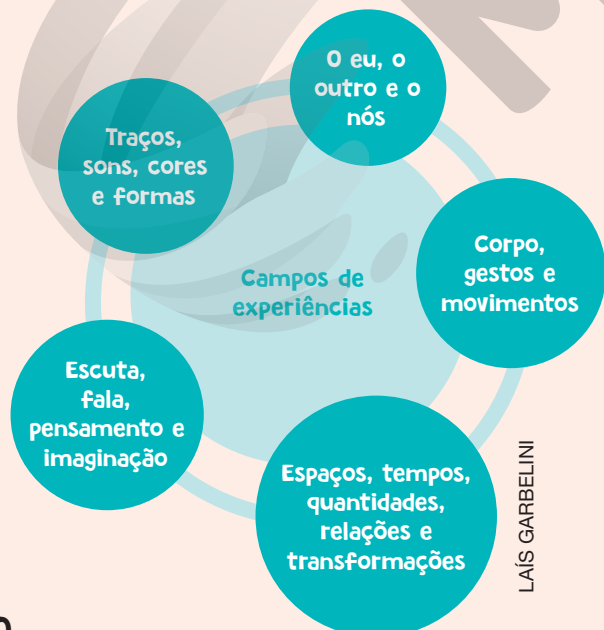 O eu, o
outro e o
nós
Traços,
sons, cores
e formas
Corpo,
gestos e
movimentos
Campos de
experiências
Escuta,
fala,
pensamento e
imaginação
Espaços, tempos,
quantidades,
relações e
transformações
LAÍS GARBELINI